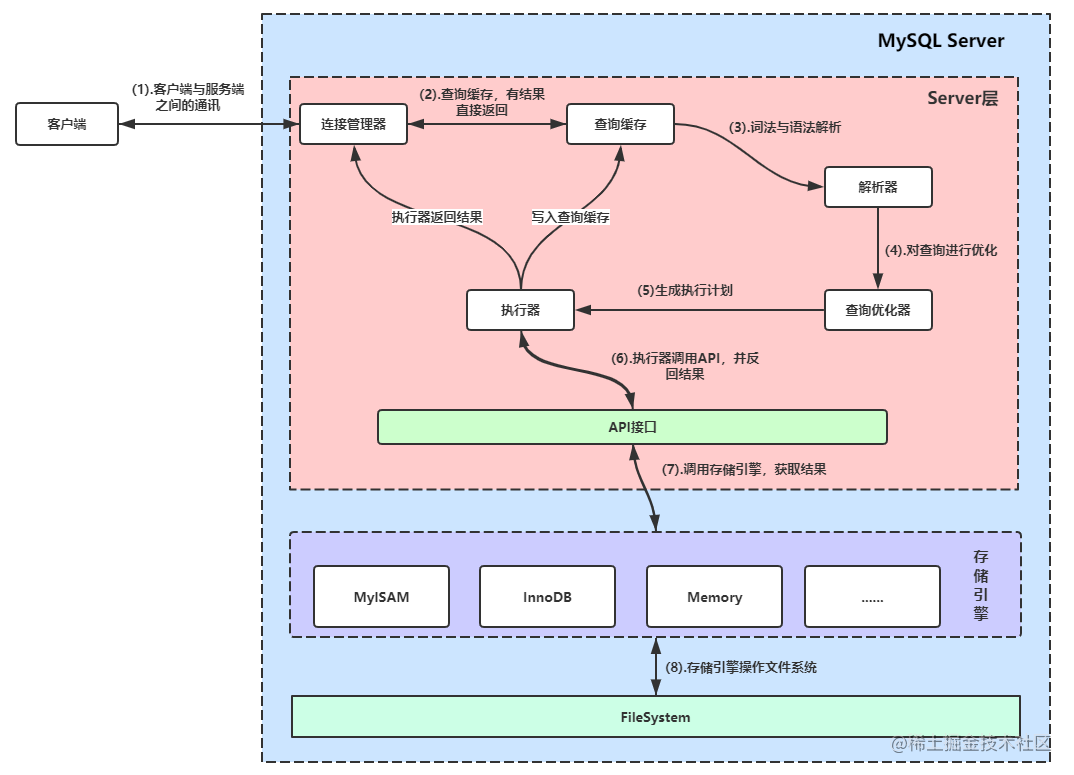 MySQL Server
Server层
(1).客户端与服务端
之间的通讯
客户端
连接管理器
(2).查询缓存，有结果
直接返回
查询缓存
(3).词法与语法解析
解析器
执行器返回结果
写入查询缓存
(4).对查询进行优化
执行器
(5)生成执行计划
查询优化器
(6).执行器调用API，并反
回结果
API接口
(7).调用存储引擎，获取结果
存
储
引
擎
MyISAM
InnoDB
Memory
......
(8).存储引擎操作文件系统
FileSystem
@稀土掘金技术社区